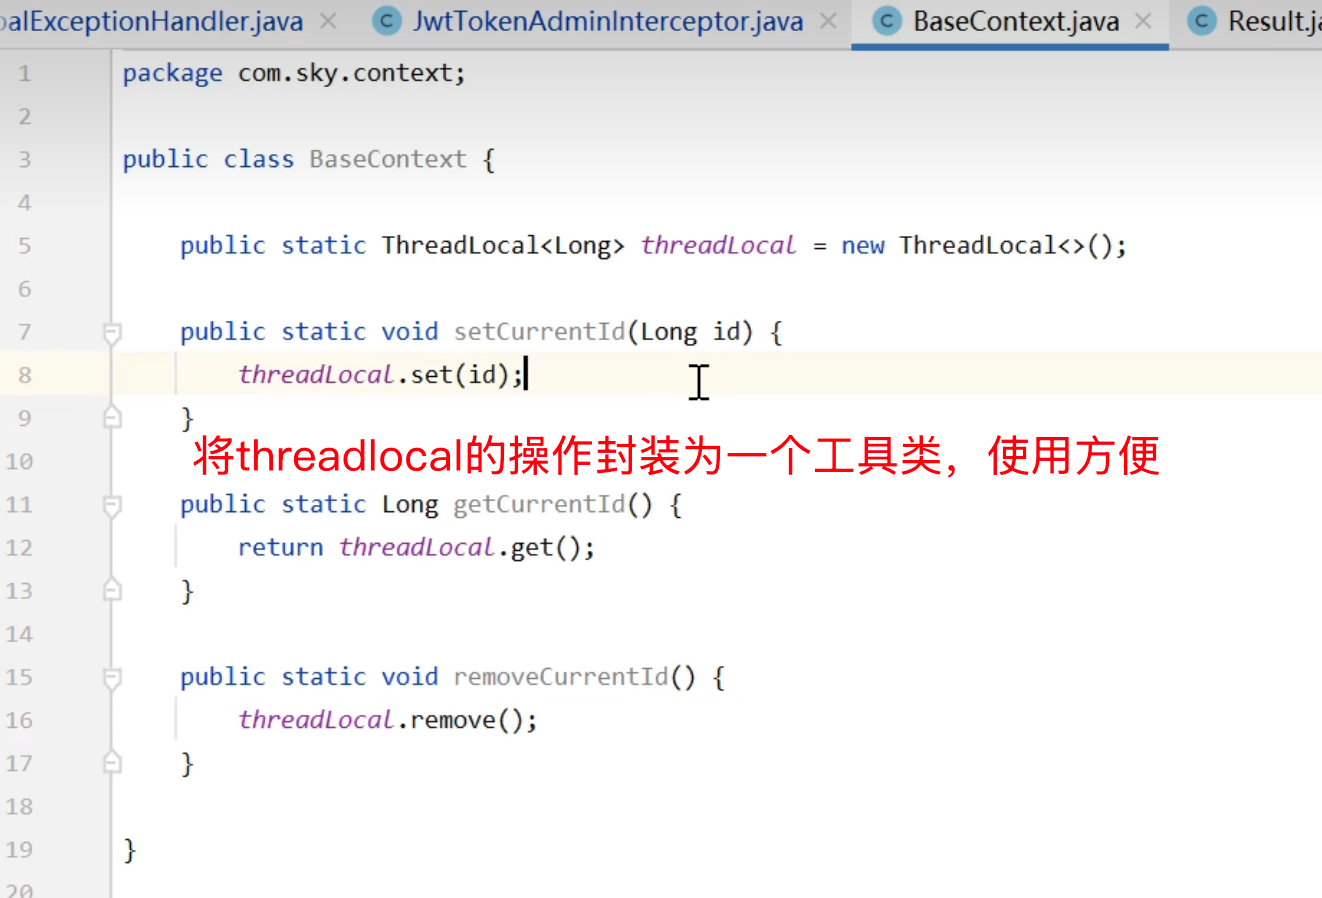 alExceptionHandler.java JwtTokenAdminInterceptor.java BaseContext.java Result.ja
1 package com.sky.context;
2
3 public class BaseContext {
4
5 public static ThreadLocal<Long> threadLocal = new ThreadLocal<>();
6
7 public static void setCurrentId(Long id) {
8 threadLocal.set(id);
9 }
将threadlocal的操作封装为一个工具类，使用方便
10
11 public static Long getCurrentId() {
12 return threadLocal.get();
13 }
14
15 public static void removeCurrentId() {
16 threadLocal.remove();
17 }
18
19 }
20